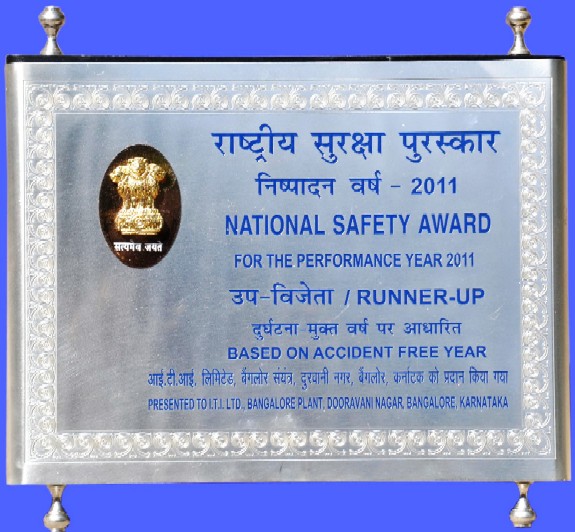 राष्ट्रीय सुरक्षा पुरस्कार
निष्पादन वर्ष - 2011
NATIONAL SAFETY AWARD
FOR THE PERFORMANCE YEAR 2011
उप-विजेता / RUNNER-UP
दुर्घटना मुक्त वर्ष पर आधारित
BASED ON ACCIDENT FREE YEAR
आई.टी.आई. लिमिटेड, बैंगलोर संयंत्र, दुरवानी नगर, बैंगलोर, कर्नाटक को प्रदान किया गया
PRESENTED TO I.T.I. LTD., BANGALORE PLANT, DOORAVANI NAGAR, BANGALORE, KARNATAKA
सत्यमेव जयते